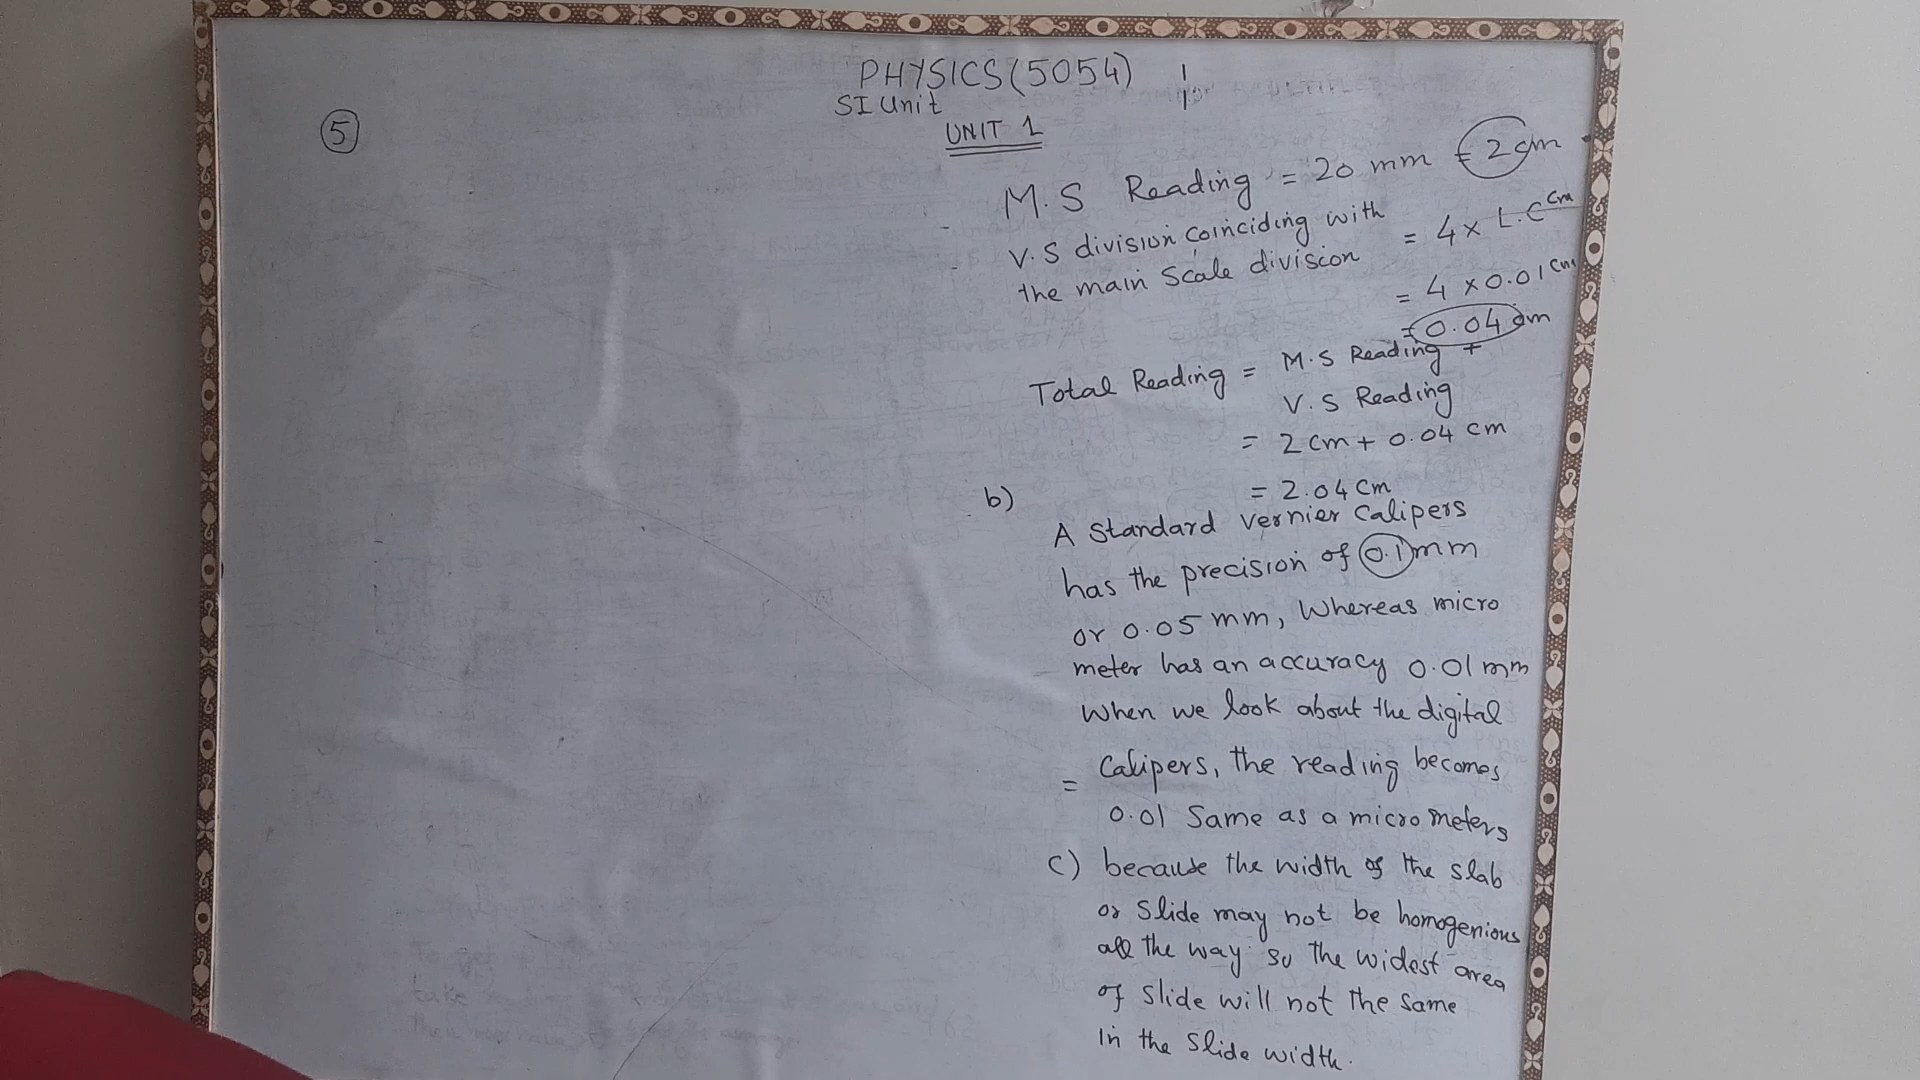 PHYSICS (5054)
SI Unit
UNIT 1
5
M.S Reading = 20 mm = 2 cm
V.S division coinciding with = 4 x L.C cm
the main scale division
= 4 x 0.01 cm
= 0.04 cm
Total Reading = M.S Reading +
V.S Reading
= 2 cm + 0.04 cm
= 2.04 cm
b)
A standard vernier calipers
has the precision of 0.1 mm
or 0.05 mm, Whereas micro
meter has an accuracy 0.01 mm
When we look about the digital
= Calipers, the reading becomes
0.01 Same as a micro meters
c) because the width of the slab
or slide may not be homogenious
all the way so the widest area
of slide will not the same
in the slide width.